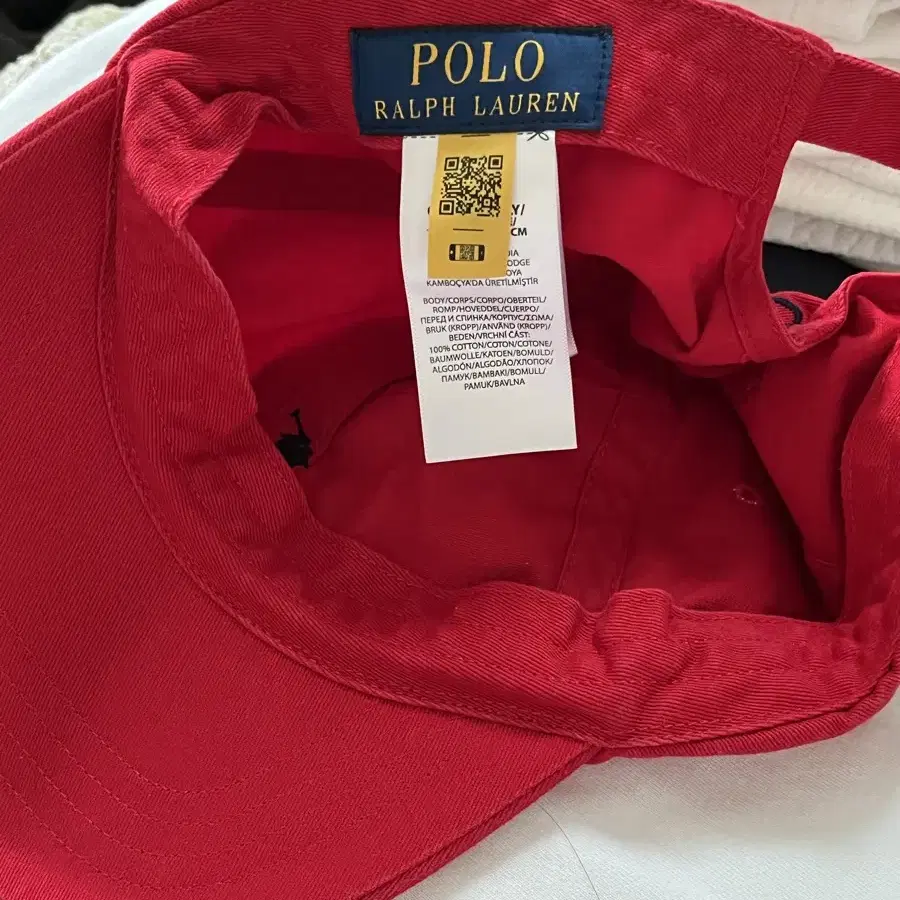 POLO
RALPH LAUREN
CM
KAMBOÇYA'DA ÜRETİLMİŞTİR
BODY/CORPS/CORPO/OBERTEIL/
ROMP/HOVEDDEL/CUERPO/
ПЕРЕД И СПИНКА/КОРПУС/ΣΩΜΑ/
BRUK (KROPP)/ANVÄND (KROPP)/
BEDEN/VRCHNÍ ČÁST:
100% COTTON/COTON/COTONE/
BAUMWOLLE/KATOEN/BOMULD/
ALGODÓN/ALGODÃO/ХЛОПОК/
ПАМУК/ΒΑΜΒΑΚΙ/BOMULL/
PAMUK/BAVLNA